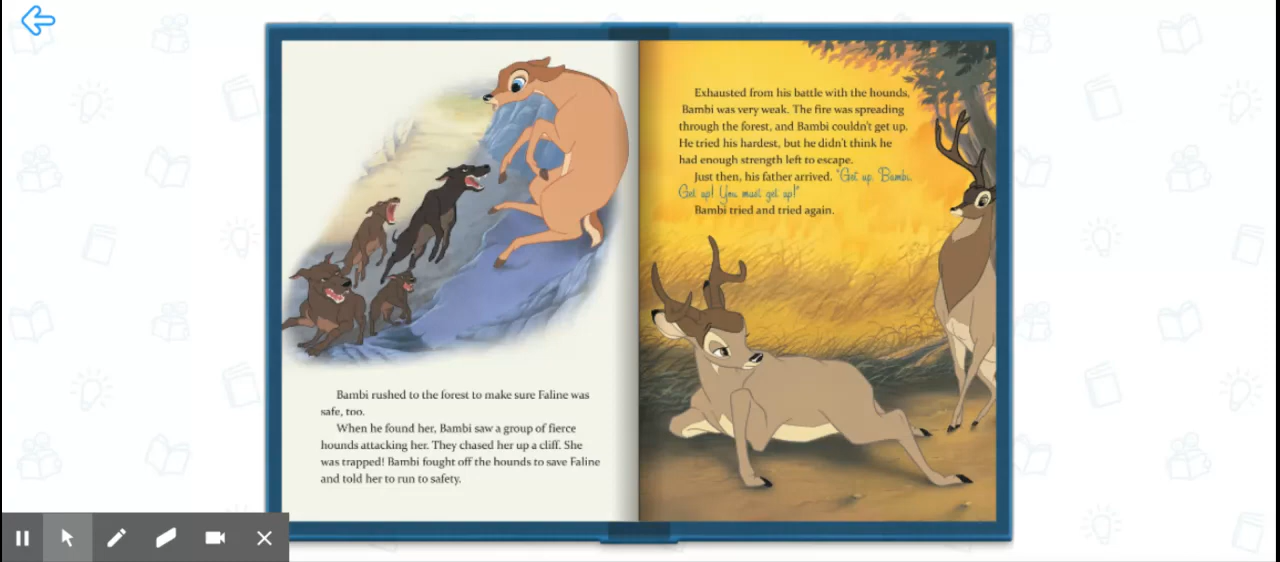 Bambi rushed to the forest to make sure Faline was
safe, too.
When he found her, Bambi saw a group of fierce
hounds attacking her. They chased her up a cliff. She
was trapped! Bambi fought off the hounds to save Faline
and told her to run to safety.
Exhausted from his battle with the hounds,
Bambi was very weak. The fire was spreading
through the forest, and Bambi couldn't get up.
He tried his hardest, but he didn't think he
had enough strength left to escape.
Just then, his father arrived. "Get up, Bambi.
Get up! You must get up!"
Bambi tried and tried again.